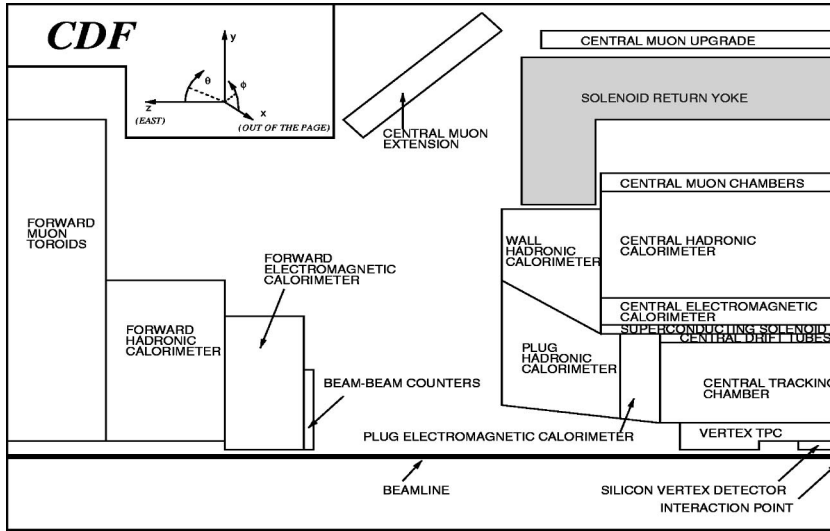 CDF
y
θ
φ
z
x
(EAST)
(OUT OF THE PAGE)
CENTRAL MUON
EXTENSION
CENTRAL MUON UPGRADE
SOLENOID RETURN YOKE
CENTRAL MUON CHAMBERS
FORWARD
MUON
TOROIDS
WALL
HADRONIC
CALORIMETER
CENTRAL HADRONIC
CALORIMETER
FORWARD
ELECTROMAGNETIC
CALORIMETER
CENTRAL ELECTROMAGNETIC
CALORIMETER
SUPERCONDUCTING SOLENOID
CENTRAL DRIFT TUBES
FORWARD
HADRONIC
CALORIMETER
PLUG
HADRONIC
CALORIMETER
BEAM-BEAM COUNTERS
CENTRAL TRACKING
CHAMBER
PLUG ELECTROMAGNETIC CALORIMETER
VERTEX TPC
BEAMLINE
SILICON VERTEX DETECTOR
INTERACTION POINT